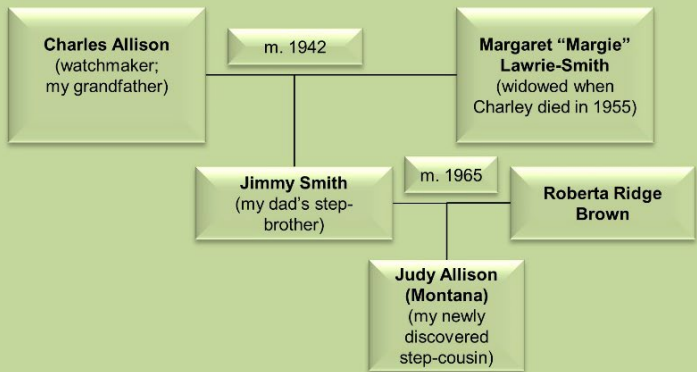 Charles Allison
(watchmaker;
my grandfather)
m. 1942
Margaret “Margie”
Lawrie-Smith
(widowed when
Charley died in 1955)
Jimmy Smith
(my dad’s step-
brother)
m. 1965
Roberta Ridge
Brown
Judy Allison
(Montana)
(my newly
discovered
step-cousin)